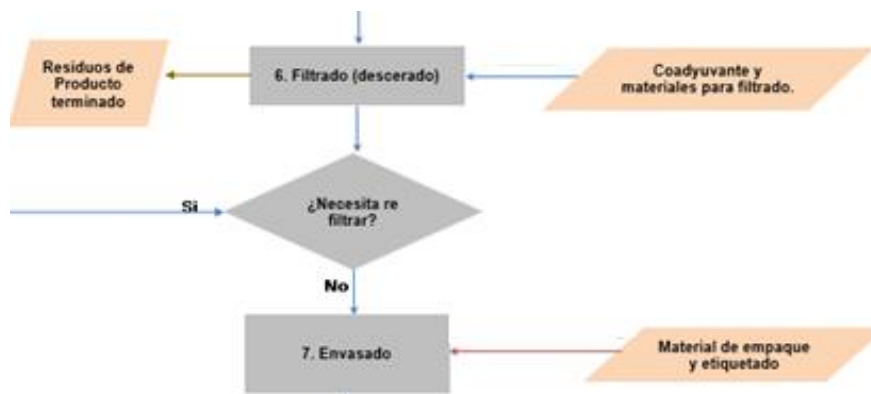 Residuos de
Producto
terminado
6. Filtrado (descerado)
Coadyuvante y
materiales para filtrado.
Si
¿Necesita re
filtrar?
No
7. Envasado
Material de empaque
y etiquetado